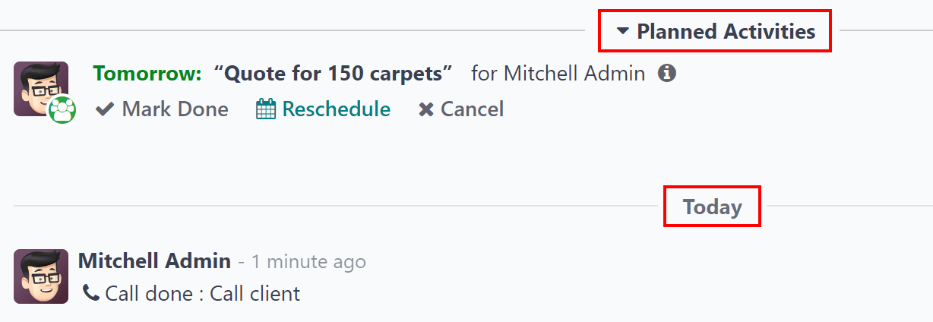 Planned Activities
Tomorrow: “Quote for 150 carpets” for Mitchell Admin
Mark Done Reschedule Cancel
Today
Mitchell Admin - 1 minute ago
Call done : Call client